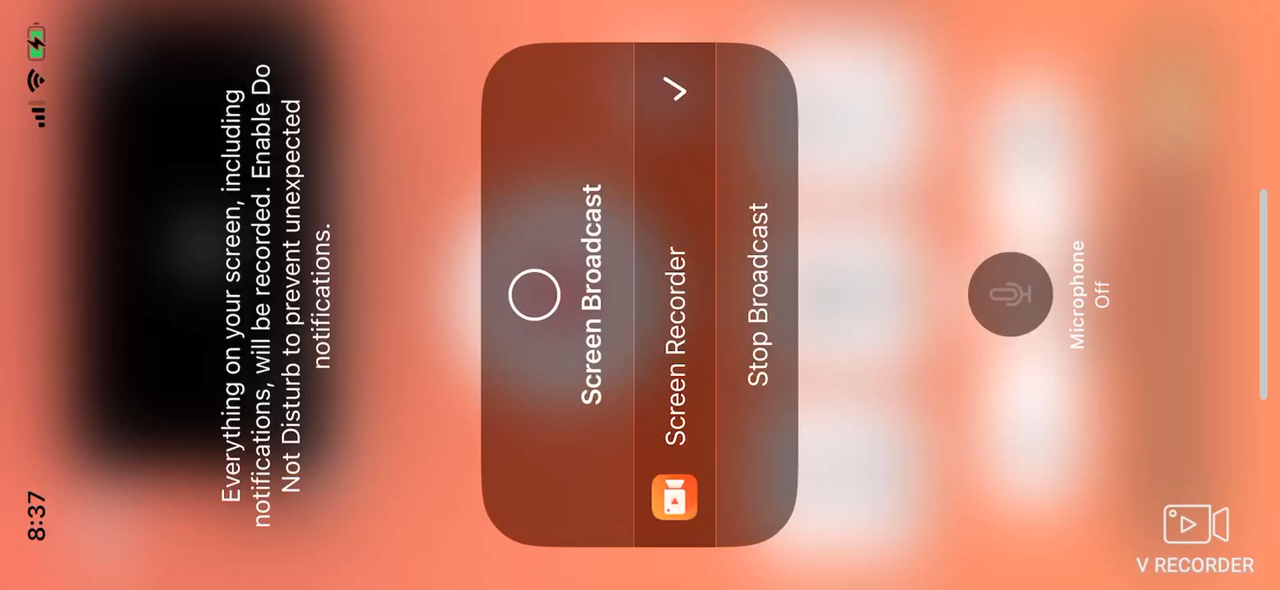 8:37
Everything on your screen, including
notifications, will be recorded. Enable Do
Not Disturb to prevent unexpected
notifications.
Screen Broadcast
Screen Recorder
Stop Broadcast
Microphone
Off
V RECORDER